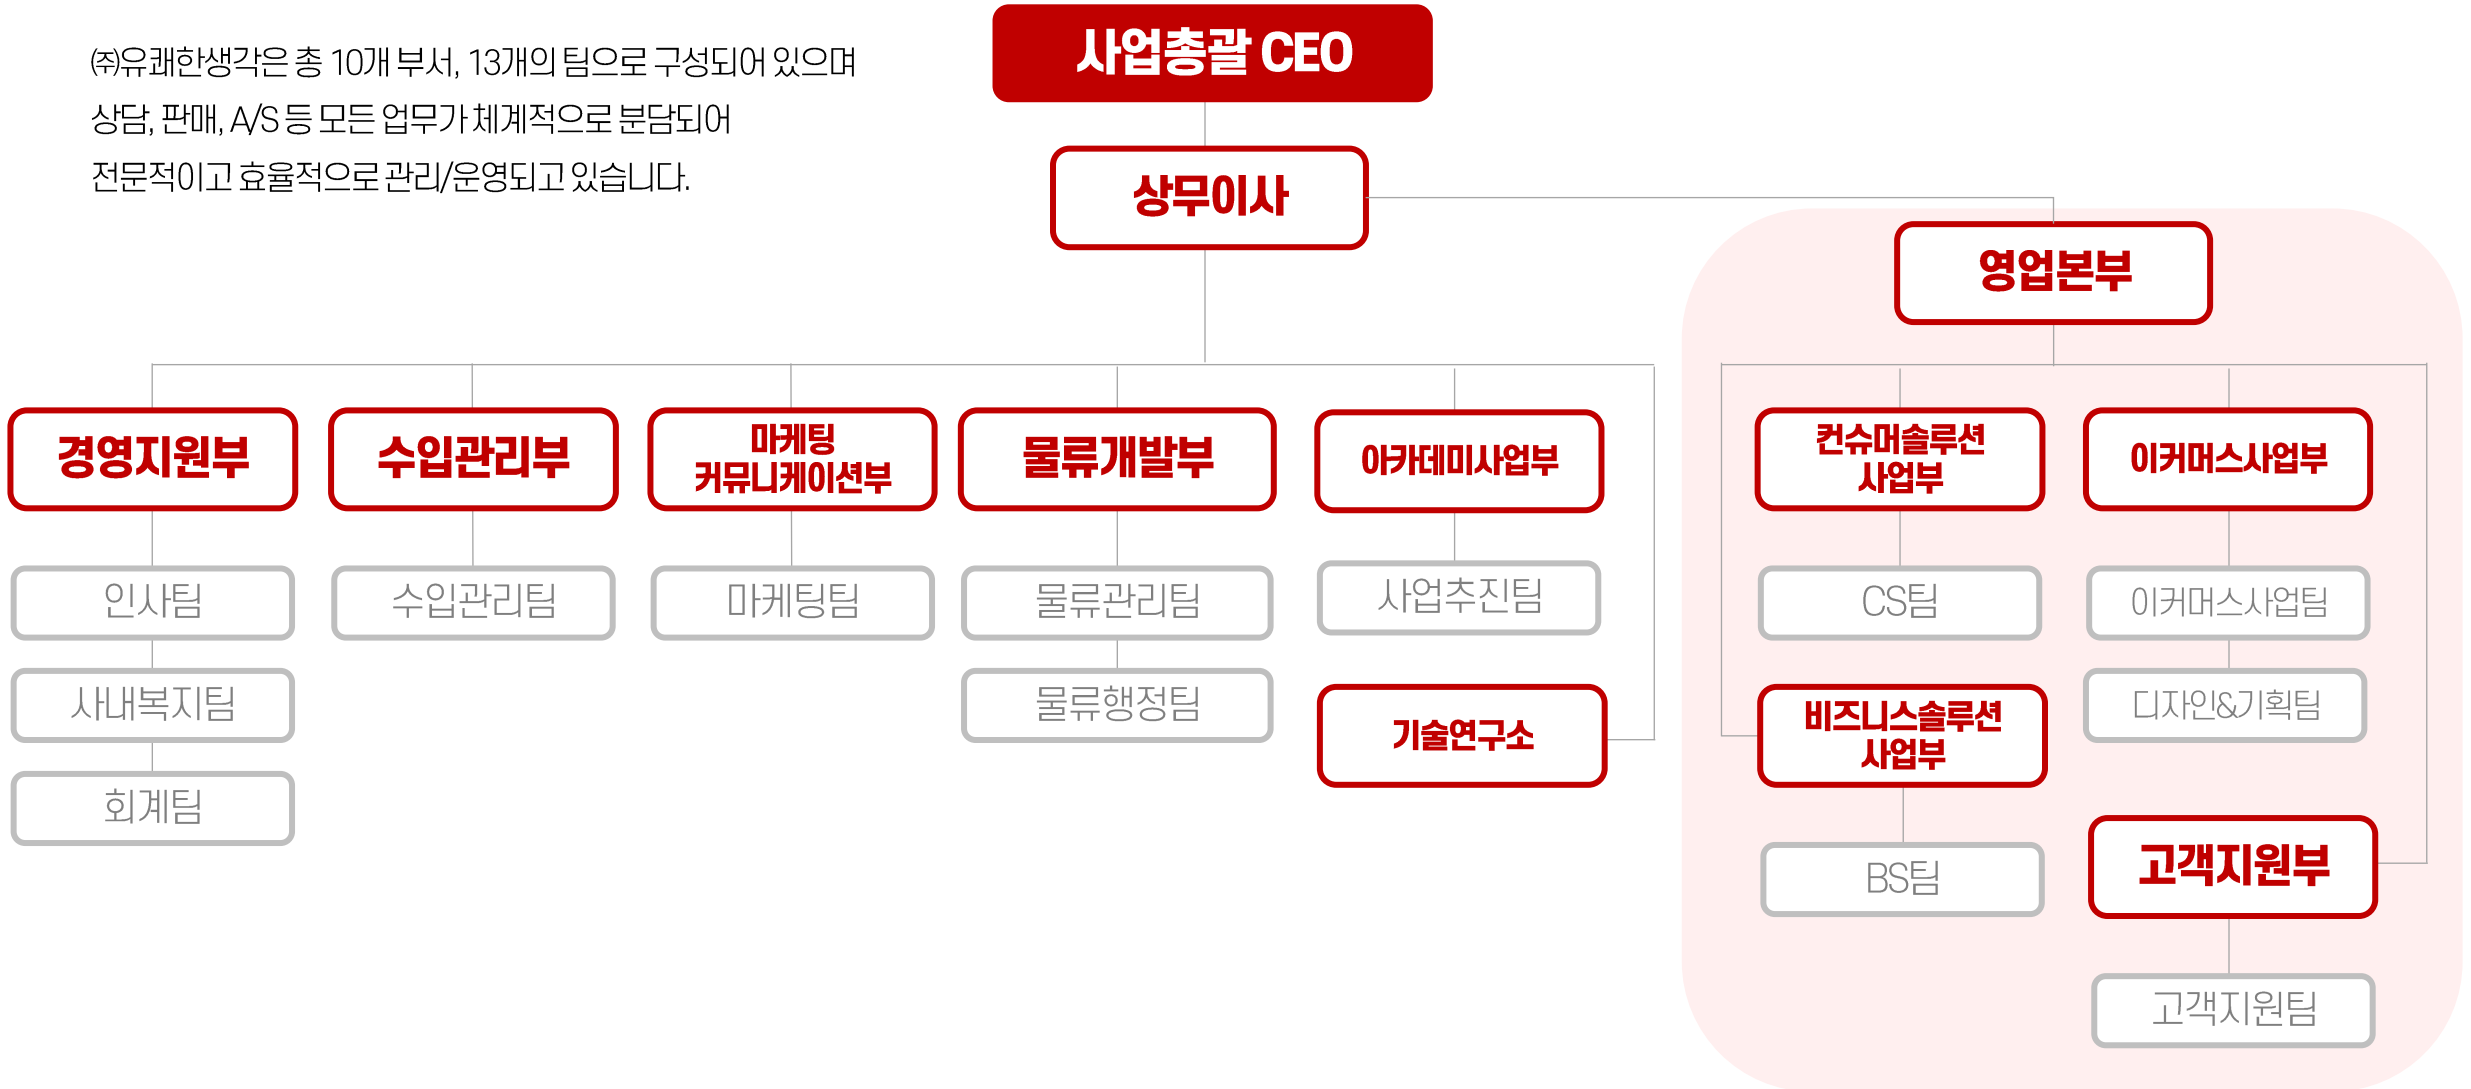 ㈜유쾌한생각은 총 10개 부서, 13개의 팀으로 구성되어 있으며
상담, 판매, A/S 등 모든 업무가 체계적으로 분담되어
전문적이고 효율적으로 관리/운영되고 있습니다.
사업총괄 CEO
상무이사
영업본부
경영지원부
수입관리부
마케팅
커뮤니케이션부
물류개발부
아카데미사업부
컨슈머솔루션
사업부
이커머스사업부
인사팀
수입관리팀
마케팅팀
물류관리팀
사업추진팀
CS팀
이커머스사업팀
사내복지팀
물류행정팀
기술연구소
비즈니스솔루션
사업부
디자인&기획팀
회계팀
BS팀
고객지원부
고객지원팀